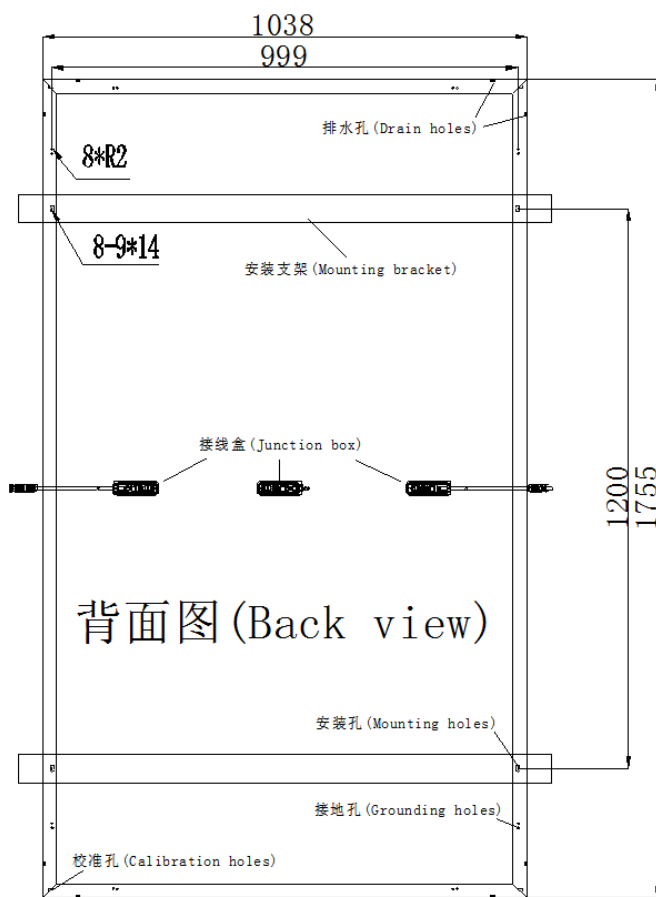 1038
999
排水孔(Drain holes)
8*R2
8-9*14
安装支架(Mounting bracket)
接线盒(Junction box)
1200
1755
背面图(Back view)
安装孔(Mounting holes)
接地孔(Grounding holes)
校准孔(Calibration holes)